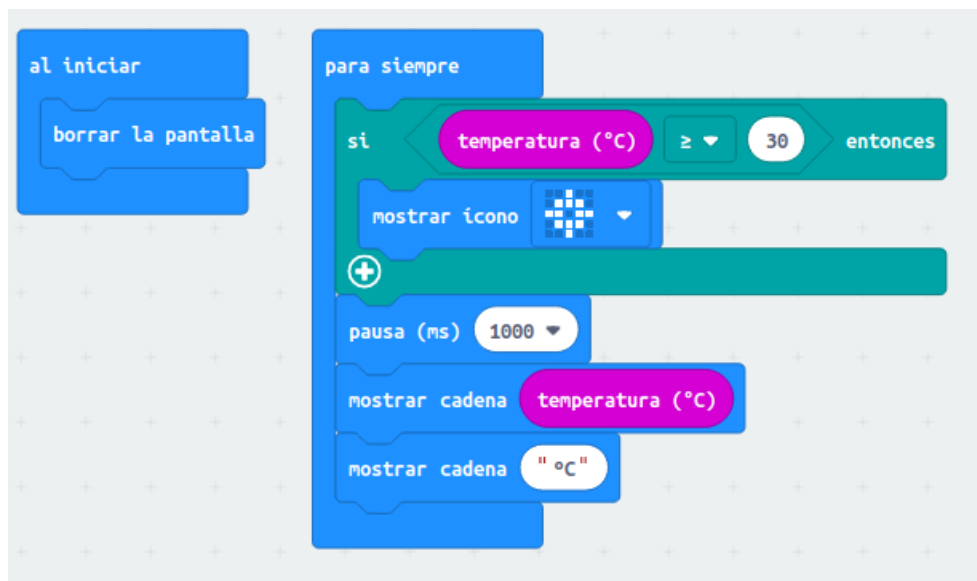 al iniciar
borrar la pantalla
para siempre
si temperatura (°C) ≥ 30 entonces
mostrar ícono
pausa (ms) 1000
mostrar cadena temperatura (°C)
mostrar cadena " ºC"